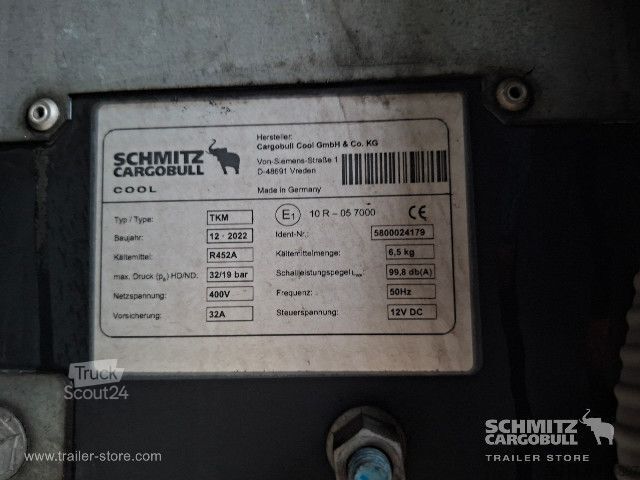 SCHMITZ
CARGOBULL
COOL
Hersteller:
Cargobull Cool GmbH & Co. KG
Von-Siemens-Straße 1
D-48691 Vreden
Made in Germany
Typ / Type: TKM E1 10 R - 05 7000 CE
Baujahr: 12 - 2022 Ident-Nr.: 5800024179
Kältemittel: R452A Kältemittelmenge: 6,5 kg
max. Druck (ps) HD/ND: 32/19 bar Schallleistungspegel LWA: 99,8 db(A)
Netzspannung: 400V Frequenz: 50Hz
Vorsicherung: 32A Steuerspannung: 12V DC
Truck
Scout24
www.trailer-store.com
SCHMITZ
CARGOBULL
TRAILER STORE